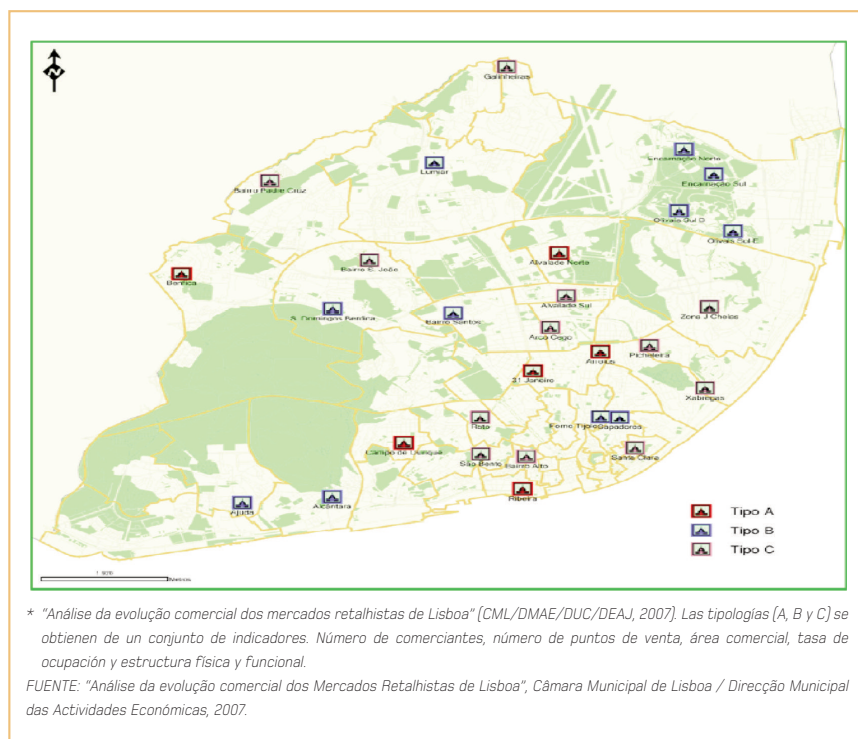 N
Galinheiras
Encarnação Norte
Lumiar
Encarnação Sul
Bairro Padre Cruz
Olivais Sul D
Olivais Sul E
Alvalade Norte
Bairro S. João
Benfica
Alvalade Sul
Zona J Chelas
S. Domingos Benfica
Bairro Santos
Arco Cego
Arroios
Picheleira
31 Janeiro
Xabregas
Rato
Forno Tijolo
Sapadores
Campo de Ourique
São Bento
Bairro Alto
Santa Clara
Ribeira
Ajuda
Alcântara
Tipo A
Tipo B
Tipo C
* "Análise da evolução comercial dos mercados retalhistas de Lisboa" (CML/DMAE/DUC/DEAJ, 2007). Las tipologías (A, B y C) se
obtienen de un conjunto de indicadores. Número de comerciantes, número de puntos de venta, área comercial, tasa de
ocupación y estructura física y funcional.
FUENTE: "Análise da evolução comercial dos Mercados Retalhistas de Lisboa", Câmara Municipal de Lisboa / Direcção Municipal
das Actividades Económicas, 2007.